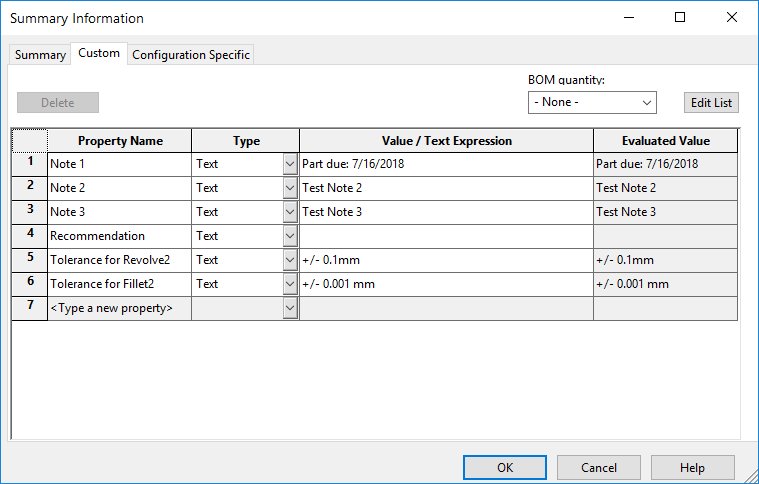 Summary Information
Summary Custom Configuration Specific
BOM quantity:
Delete - None - Edit List
Property Name Type Value / Text Expression Evaluated Value
1 Note 1 Text Part due: 7/16/2018 Part due: 7/16/2018
2 Note 2 Text Test Note 2 Test Note 2
3 Note 3 Text Test Note 3 Test Note 3
4 Recommendation Text
5 Tolerance for Revolve2 Text +/- 0.1mm +/- 0.1mm
6 Tolerance for Fillet2 Text +/- 0.001 mm +/- 0.001 mm
7 <Type a new property>
OK Cancel Help